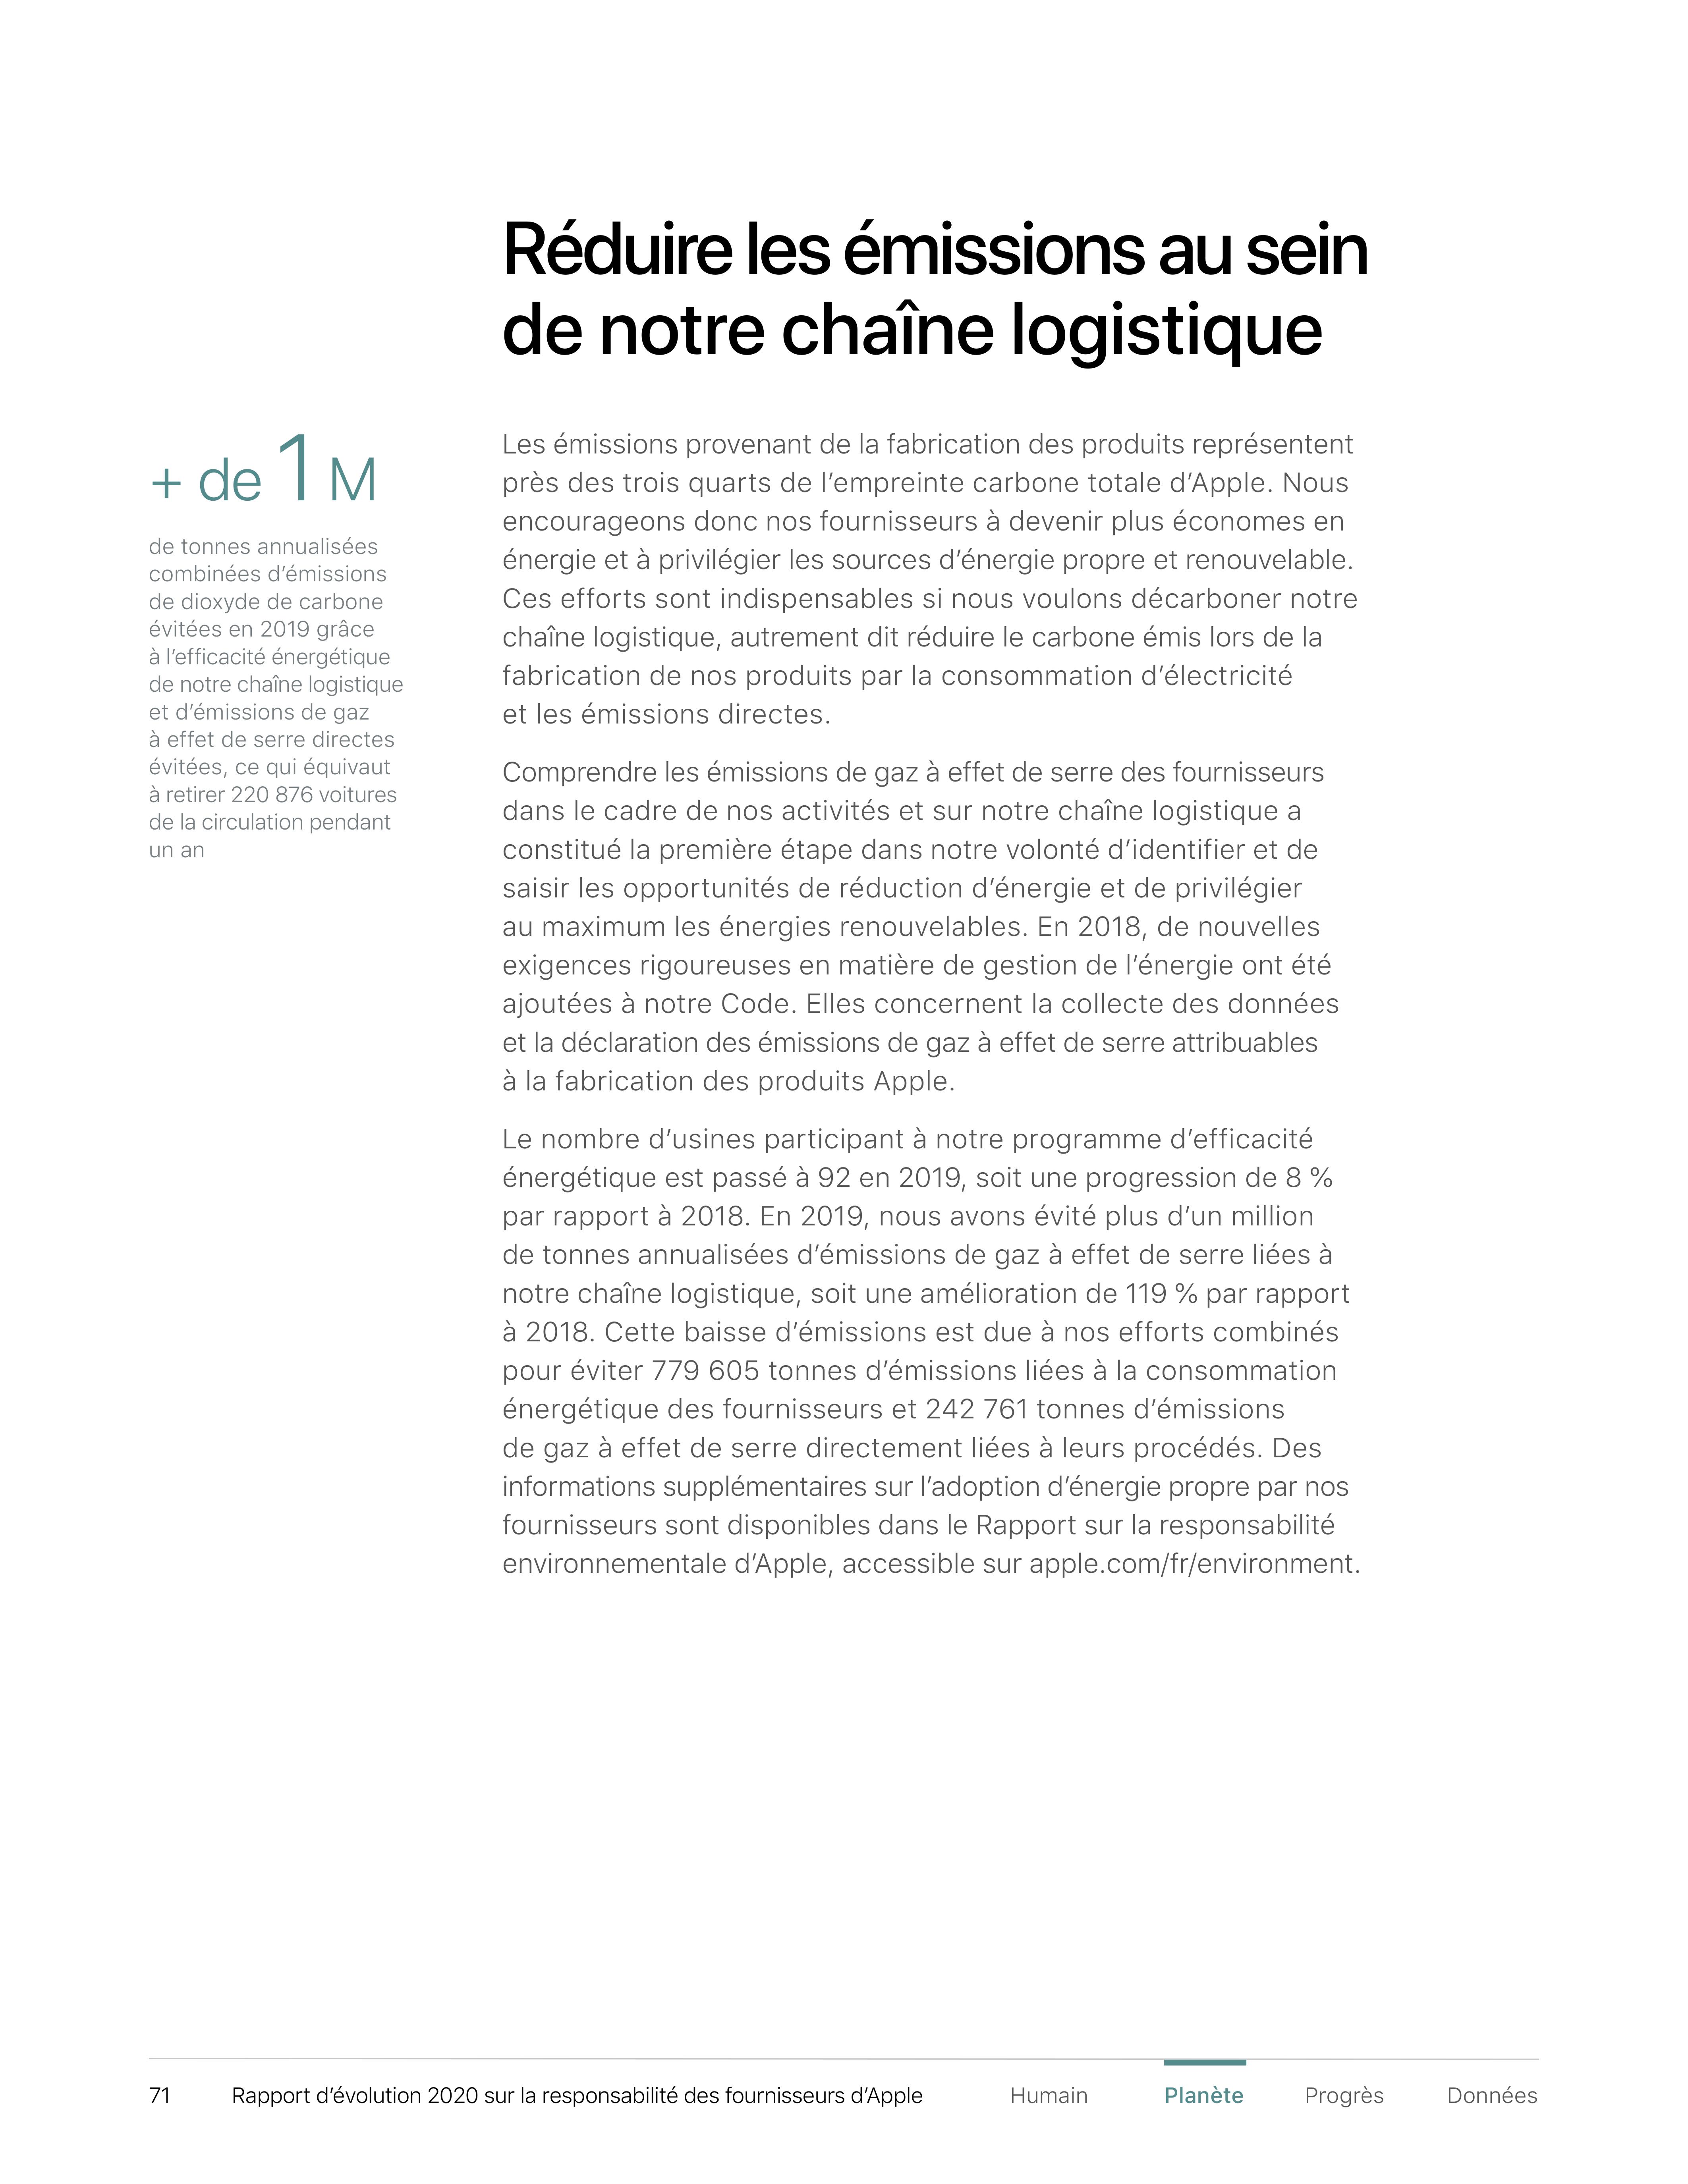 Réduire les émissions au sein
de notre chaîne logistique
+ de 1 M
de tonnes annualisées
combinées d’émissions
de dioxyde de carbone
évitées en 2019 grâce
à l’efficacité énergétique
de notre chaîne logistique
et d’émissions de gaz
à effet de serre directes
évitées, ce qui équivaut
à retirer 220 876 voitures
de la circulation pendant
un an
Les émissions provenant de la fabrication des produits représentent
près des trois quarts de l’empreinte carbone totale d’Apple. Nous
encourageons donc nos fournisseurs à devenir plus économes en
énergie et à privilégier les sources d’énergie propre et renouvelable.
Ces efforts sont indispensables si nous voulons décarboner notre
chaîne logistique, autrement dit réduire le carbone émis lors de la
fabrication de nos produits par la consommation d’électricité
et les émissions directes.
Comprendre les émissions de gaz à effet de serre des fournisseurs
dans le cadre de nos activités et sur notre chaîne logistique a
constitué la première étape dans notre volonté d’identifier et de
saisir les opportunités de réduction d’énergie et de privilégier
au maximum les énergies renouvelables. En 2018, de nouvelles
exigences rigoureuses en matière de gestion de l’énergie ont été
ajoutées à notre Code. Elles concernent la collecte des données
et la déclaration des émissions de gaz à effet de serre attribuables
à la fabrication des produits Apple.
Le nombre d’usines participant à notre programme d’efficacité
énergétique est passé à 92 en 2019, soit une progression de 8 %
par rapport à 2018. En 2019, nous avons évité plus d’un million
de tonnes annualisées d’émissions de gaz à effet de serre liées à
notre chaîne logistique, soit une amélioration de 119 % par rapport
à 2018. Cette baisse d’émissions est due à nos efforts combinés
pour éviter 779 605 tonnes d’émissions liées à la consommation
énergétique des fournisseurs et 242 761 tonnes d’émissions
de gaz à effet de serre directement liées à leurs procédés. Des
informations supplémentaires sur l’adoption d’énergie propre par nos
fournisseurs sont disponibles dans le Rapport sur la responsabilité
environnementale d’Apple, accessible sur apple.com/fr/environment.
71 Rapport d’évolution 2020 sur la responsabilité des fournisseurs d’Apple Humain Planète Progrès Données